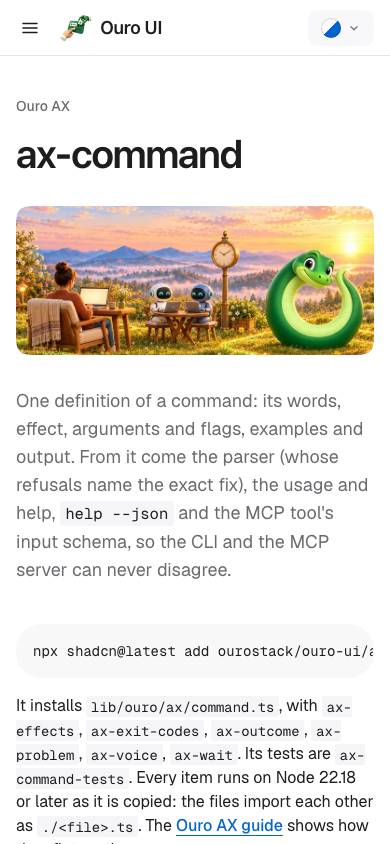 Ouro UI
Ouro AX
ax-command
One definition of a command: its words,
effect, arguments and flags, examples and
output. From it come the parser (whose
refusals name the exact fix), the usage and
help, help --json and the MCP tool's
input schema, so the CLI and the MCP
server can never disagree.
npx shadcn@latest add ourostack/ouro-ui/a
It installs lib/ouro/ax/command.ts, with ax-
effects, ax-exit-codes, ax-outcome, ax-
problem, ax-voice, ax-wait. Its tests are ax-
command-tests. Every item runs on Node 22.18
or later as it is copied: the files import each other
as ./<file>.ts. The Ouro AX guide shows how